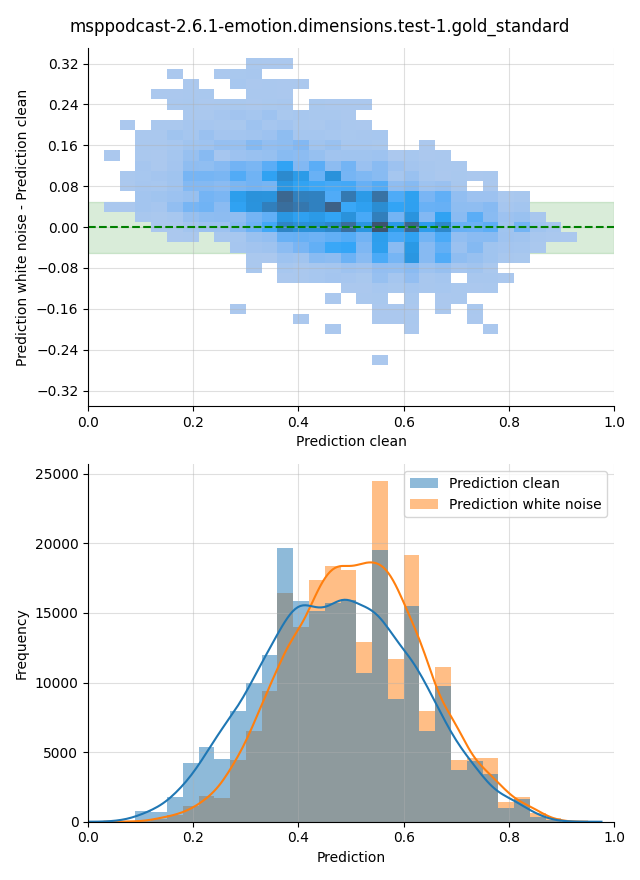 msppodcast-2.6.1-emotion.dimensions.test-1.gold_standard
Prediction white noise - Prediction clean
0.32
0.24
0.16
0.08
0.00
−0.08
−0.16
−0.24
−0.32
0.0 0.2 0.4 0.6 0.8 1.0
Prediction clean
Frequency
25000
20000
15000
10000
5000
0
Prediction clean
Prediction white noise
0.0 0.2 0.4 0.6 0.8 1.0
Prediction